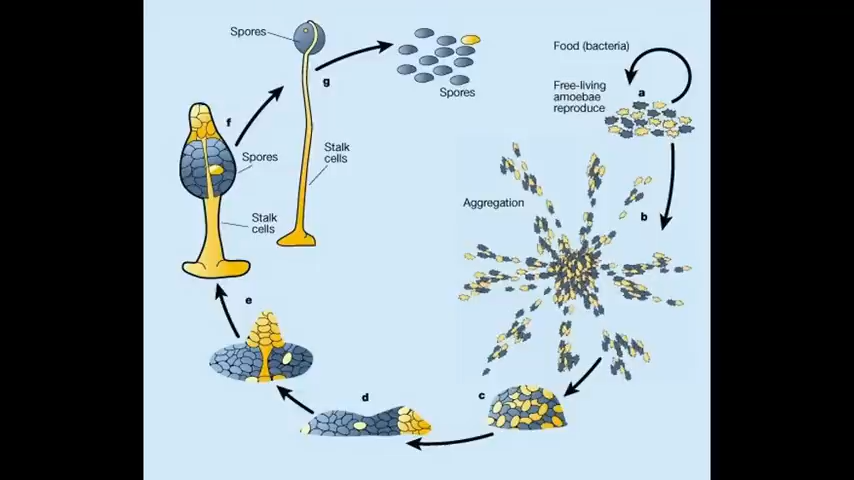 Spores
g
Spores
Food (bacteria)
Free-living
amoebae
reproduce
a
f
Spores
Stalk
cells
Stalk
cells
Aggregation
b
e
d
c